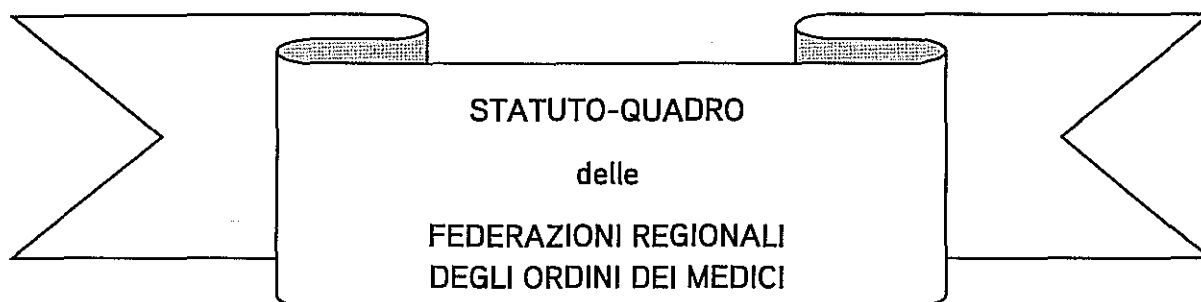 STATUTO-QUADRO
delle
FEDERAZIONI REGIONALI
DEGLI ORDINI DEI MEDICI